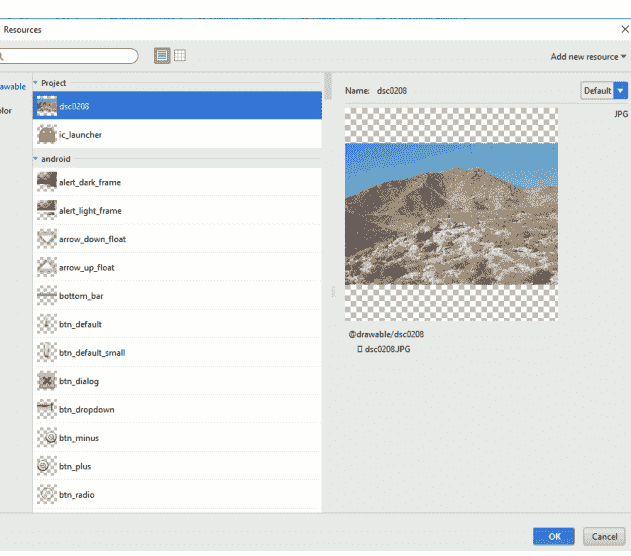 Resources
Add new resource
awable
olor
Project
dsc0208
ic_launcher
android
alert_dark_frame
alert_light_frame
arrow_down_float
arrow_up_float
bottom_bar
btn_default
btn_default_small
btn_dialog
btn_dropdown
btn_minus
btn_plus
btn_radio
Name: dsc0208
Default
JPG
@drawable/dsc0208
dsc0208.JPG
OK
Cancel